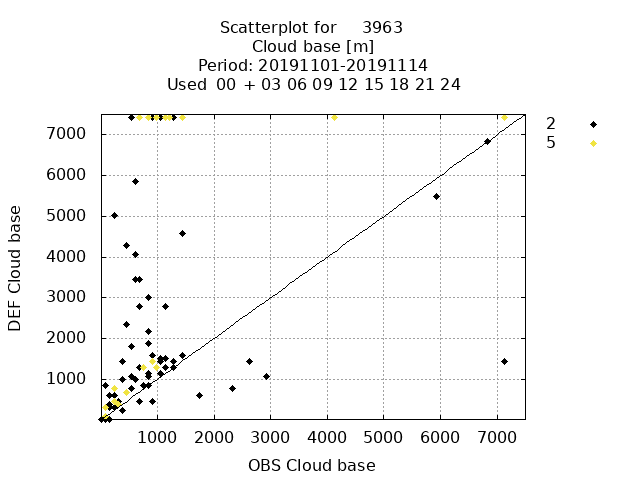 Scatterplot for 3963
Cloud base [m]
Period: 20191101-20191114
Used 00 + 03 06 09 12 15 18 21 24
2
5
7000
6000
5000
4000
3000
2000
1000
DEF Cloud base
1000 2000 3000 4000 5000 6000 7000
OBS Cloud base